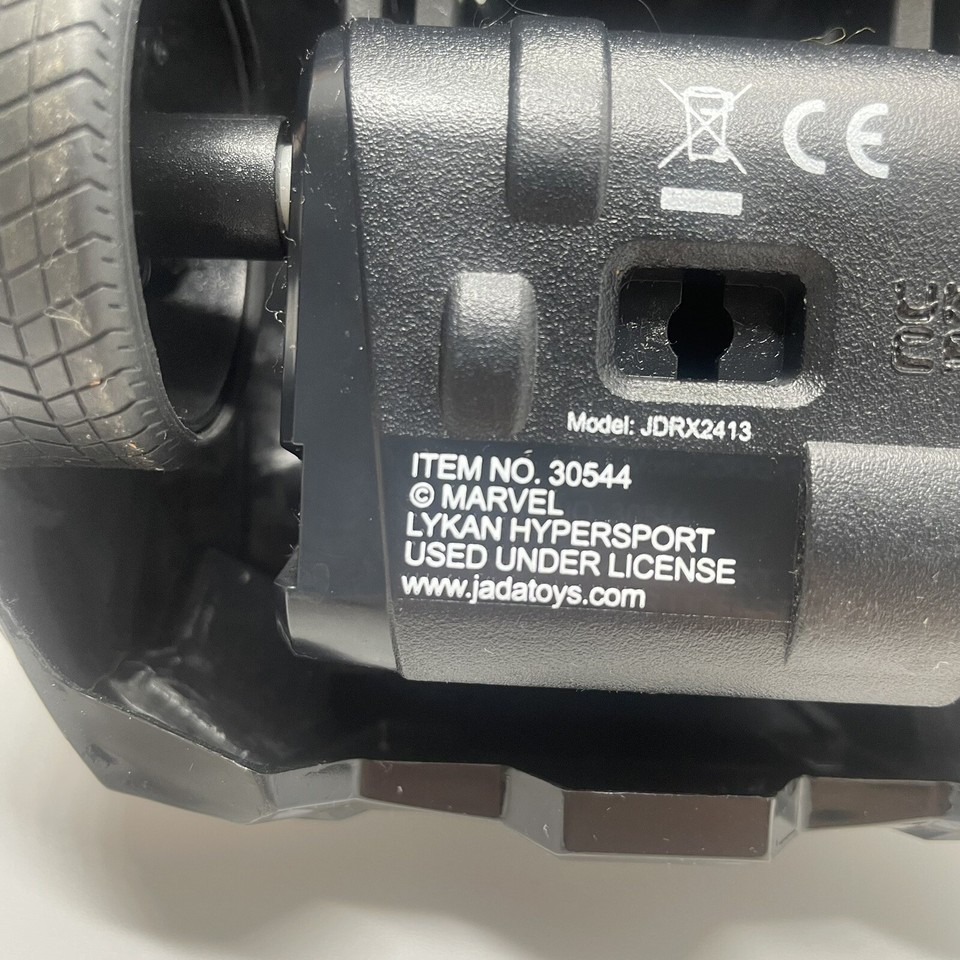 CE
Model: JDRX2413
ITEM NO. 30544
© MARVEL
LYKAN HYPERSPORT
USED UNDER LICENSE
www.jadatoys.com